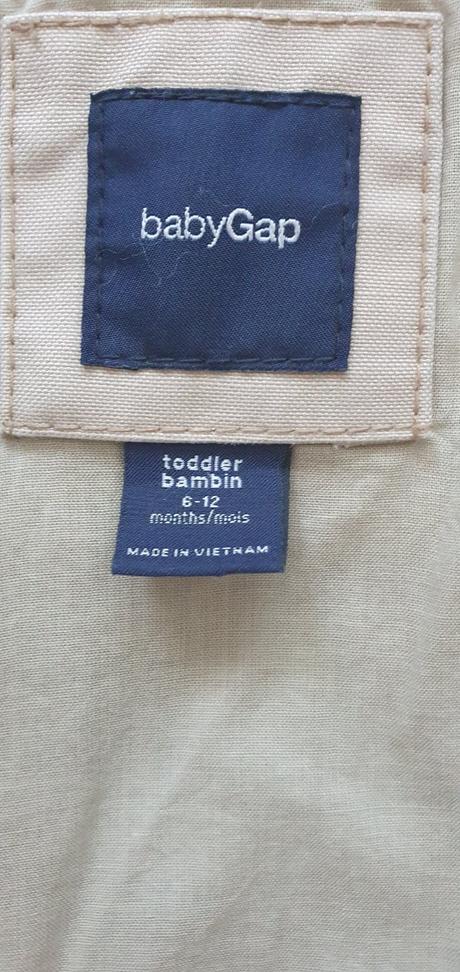 babyGap
toddler
bambin
6-12
months/mois
MADE IN VIETNAM